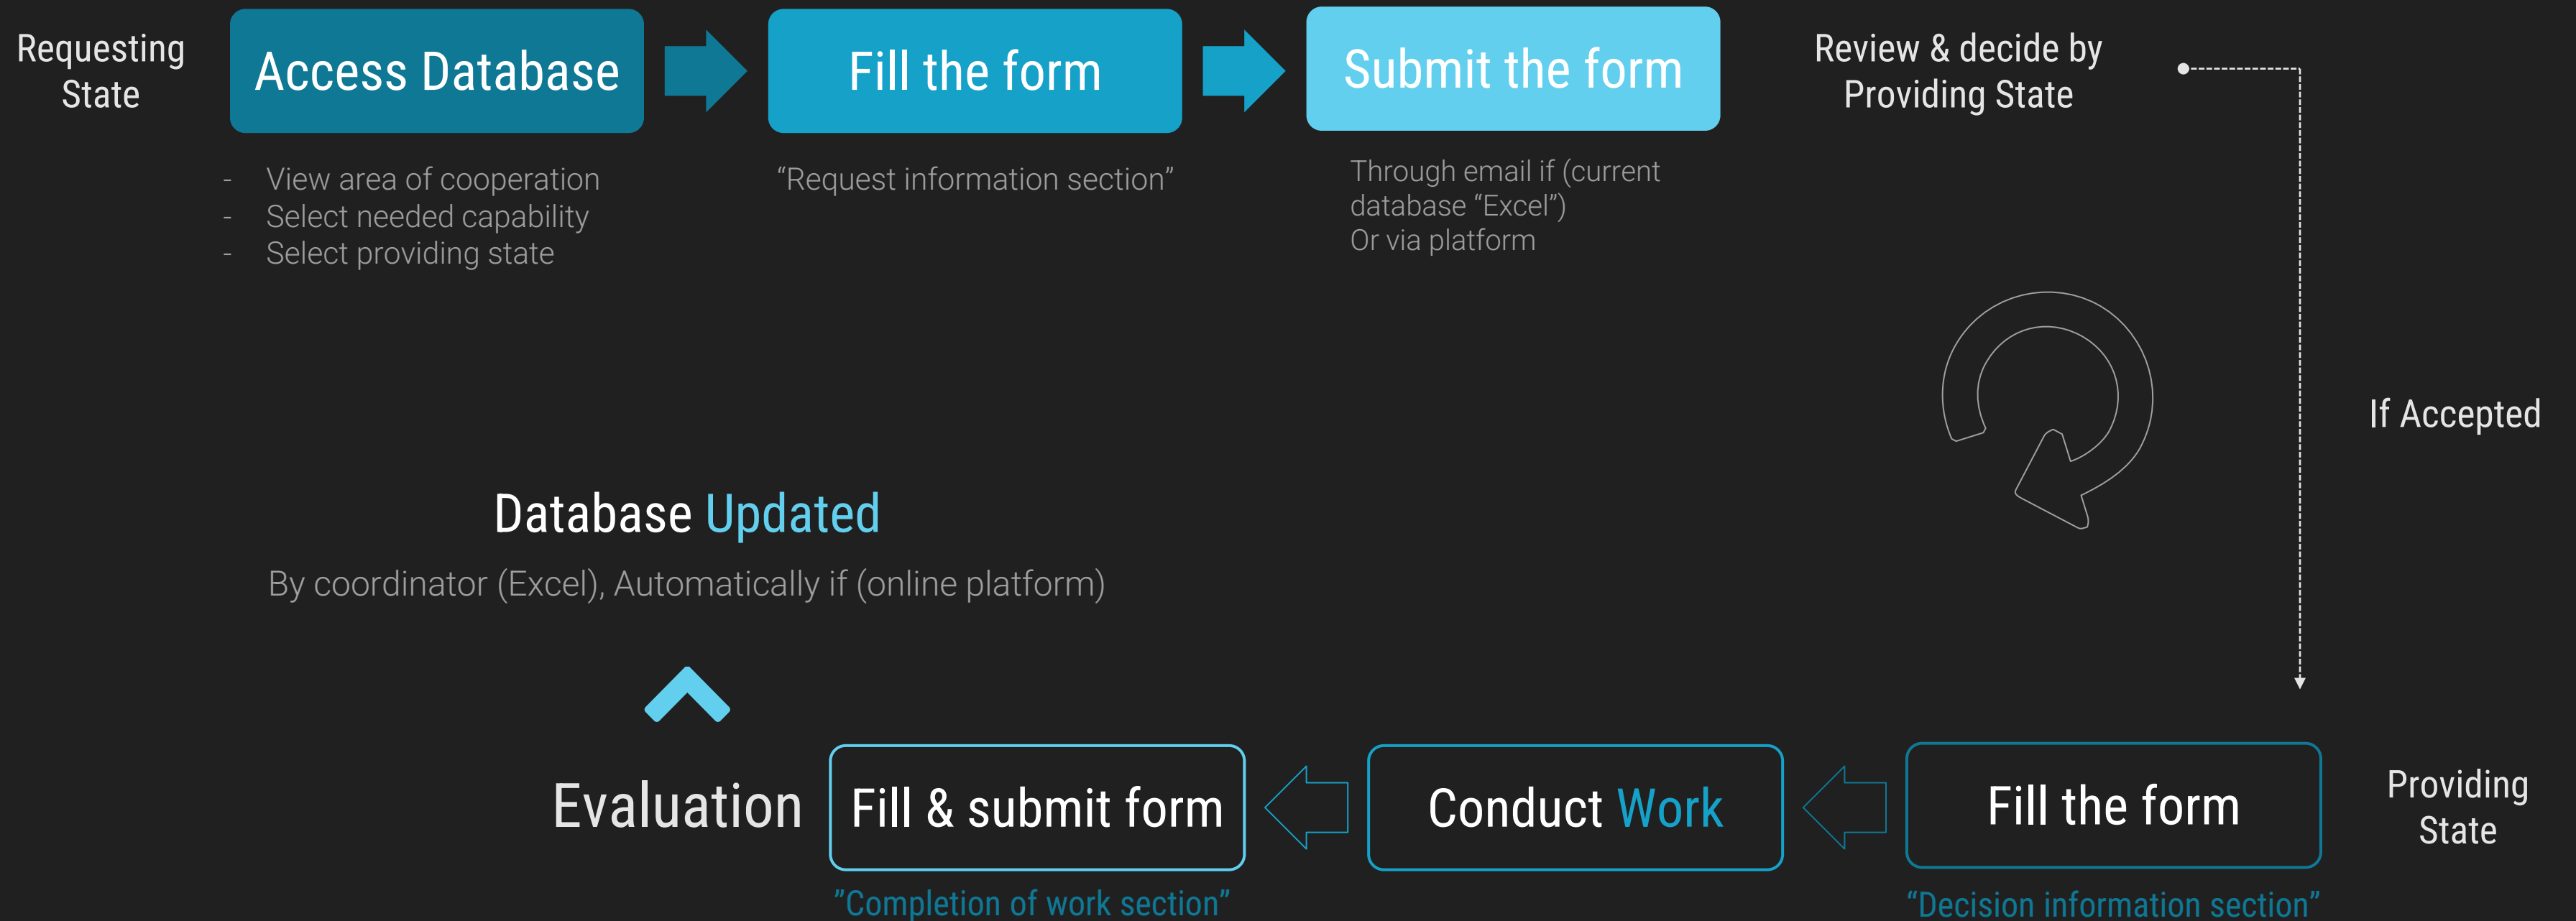 Requesting
State
Access Database
Fill the form
Submit the form
Review & decide by
Providing State
- View area of cooperation
- Select needed capability
- Select providing state
“Request information section”
Through email if (current
database “Excel”)
Or via platform
If Accepted
Database Updated
By coordinator (Excel), Automatically if (online platform)
Evaluation
Fill & submit form
Conduct Work
Fill the form
Providing
State
”Completion of work section”
“Decision information section”